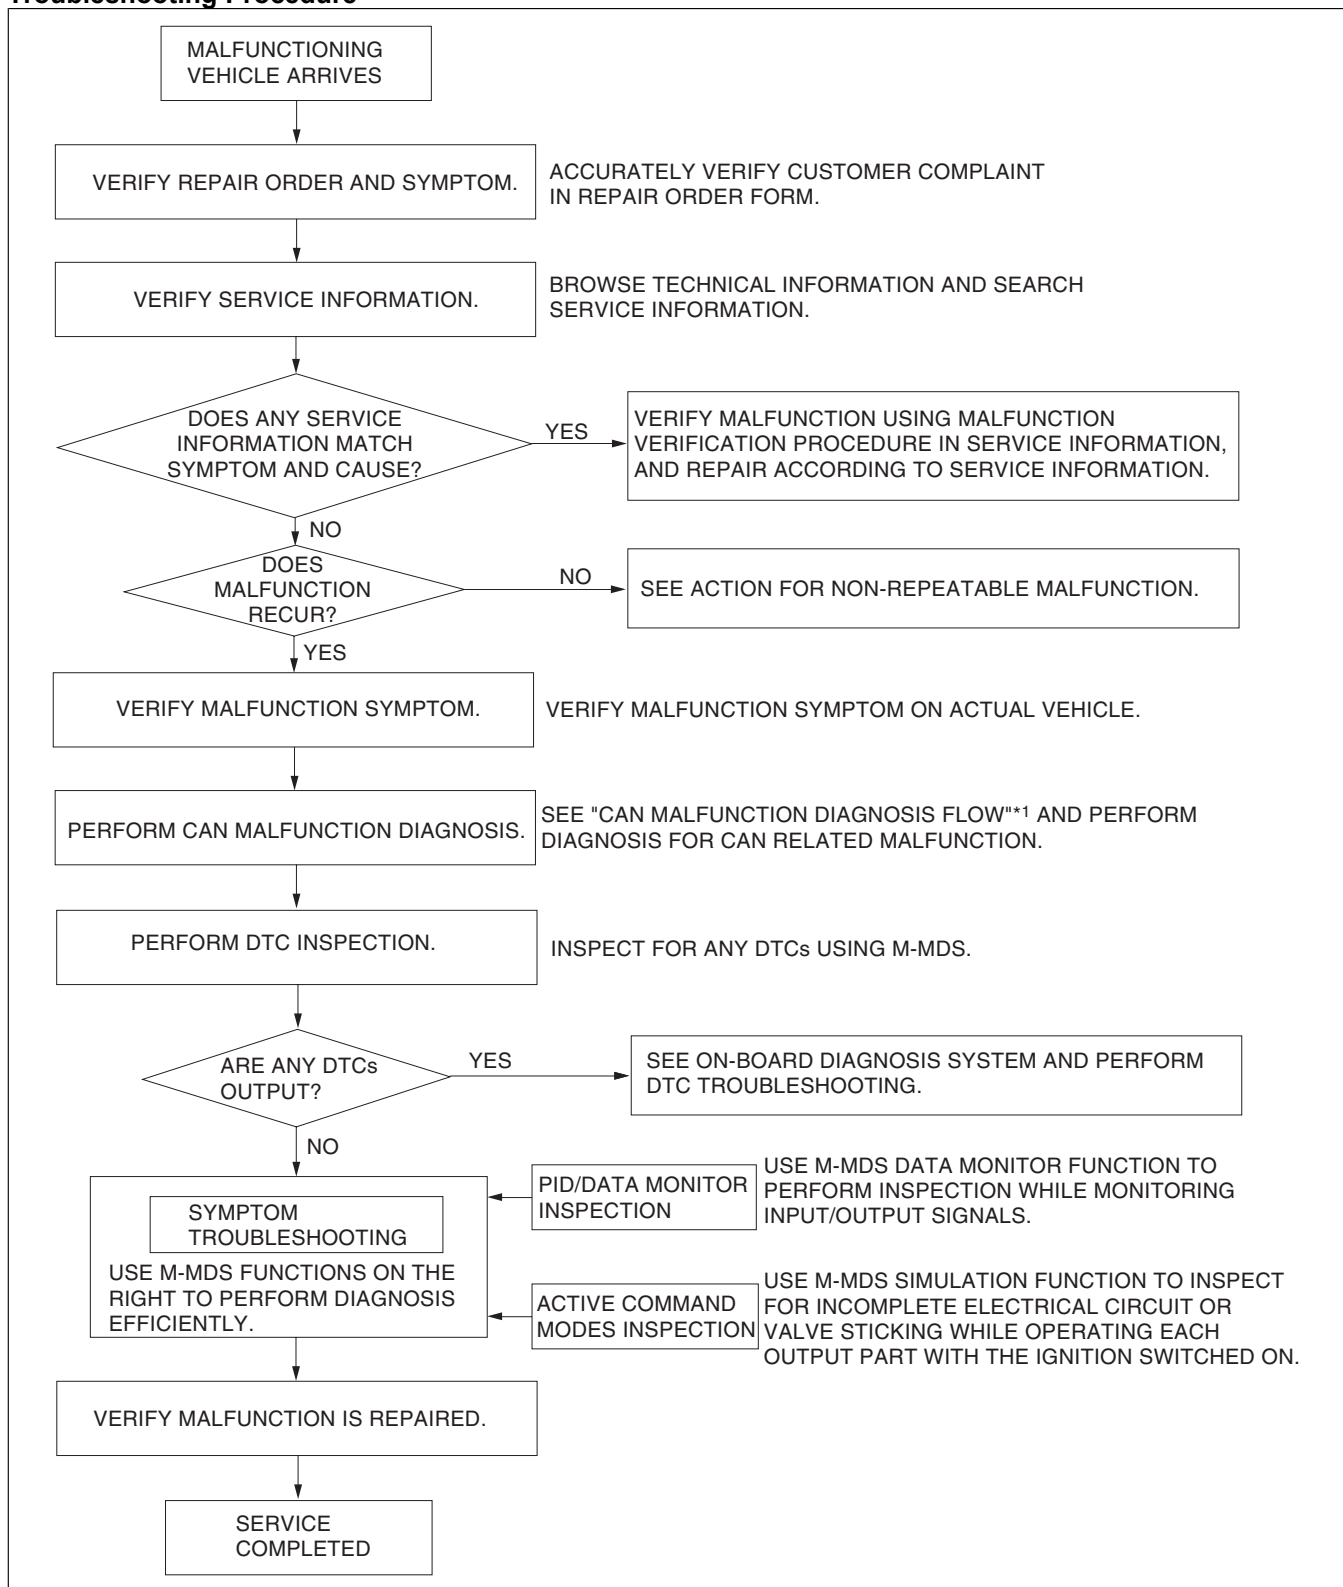 Troubleshooting Procedure
MALFUNCTIONING
VEHICLE ARRIVES
VERIFY REPAIR ORDER AND SYMPTOM.
ACCURATELY VERIFY CUSTOMER COMPLAINT
IN REPAIR ORDER FORM.
VERIFY SERVICE INFORMATION.
BROWSE TECHNICAL INFORMATION AND SEARCH
SERVICE INFORMATION.
DOES ANY SERVICE
INFORMATION MATCH
SYMPTOM AND CAUSE?
YES
VERIFY MALFUNCTION USING MALFUNCTION
VERIFICATION PROCEDURE IN SERVICE INFORMATION,
AND REPAIR ACCORDING TO SERVICE INFORMATION.
NO
DOES
MALFUNCTION
RECUR?
NO
SEE ACTION FOR NON-REPEATABLE MALFUNCTION.
YES
VERIFY MALFUNCTION SYMPTOM.
VERIFY MALFUNCTION SYMPTOM ON ACTUAL VEHICLE.
PERFORM CAN MALFUNCTION DIAGNOSIS.
SEE "CAN MALFUNCTION DIAGNOSIS FLOW"*1 AND PERFORM
DIAGNOSIS FOR CAN RELATED MALFUNCTION.
PERFORM DTC INSPECTION.
INSPECT FOR ANY DTCs USING M-MDS.
ARE ANY DTCs
OUTPUT?
YES
SEE ON-BOARD DIAGNOSIS SYSTEM AND PERFORM
DTC TROUBLESHOOTING.
NO
SYMPTOM
TROUBLESHOOTING
USE M-MDS FUNCTIONS ON THE
RIGHT TO PERFORM DIAGNOSIS
EFFICIENTLY.
PID/DATA MONITOR
INSPECTION
USE M-MDS DATA MONITOR FUNCTION TO
PERFORM INSPECTION WHILE MONITORING
INPUT/OUTPUT SIGNALS.
ACTIVE COMMAND
MODES INSPECTION
USE M-MDS SIMULATION FUNCTION TO INSPECT
FOR INCOMPLETE ELECTRICAL CIRCUIT OR
VALVE STICKING WHILE OPERATING EACH
OUTPUT PART WITH THE IGNITION SWITCHED ON.
VERIFY MALFUNCTION IS REPAIRED.
SERVICE
COMPLETED